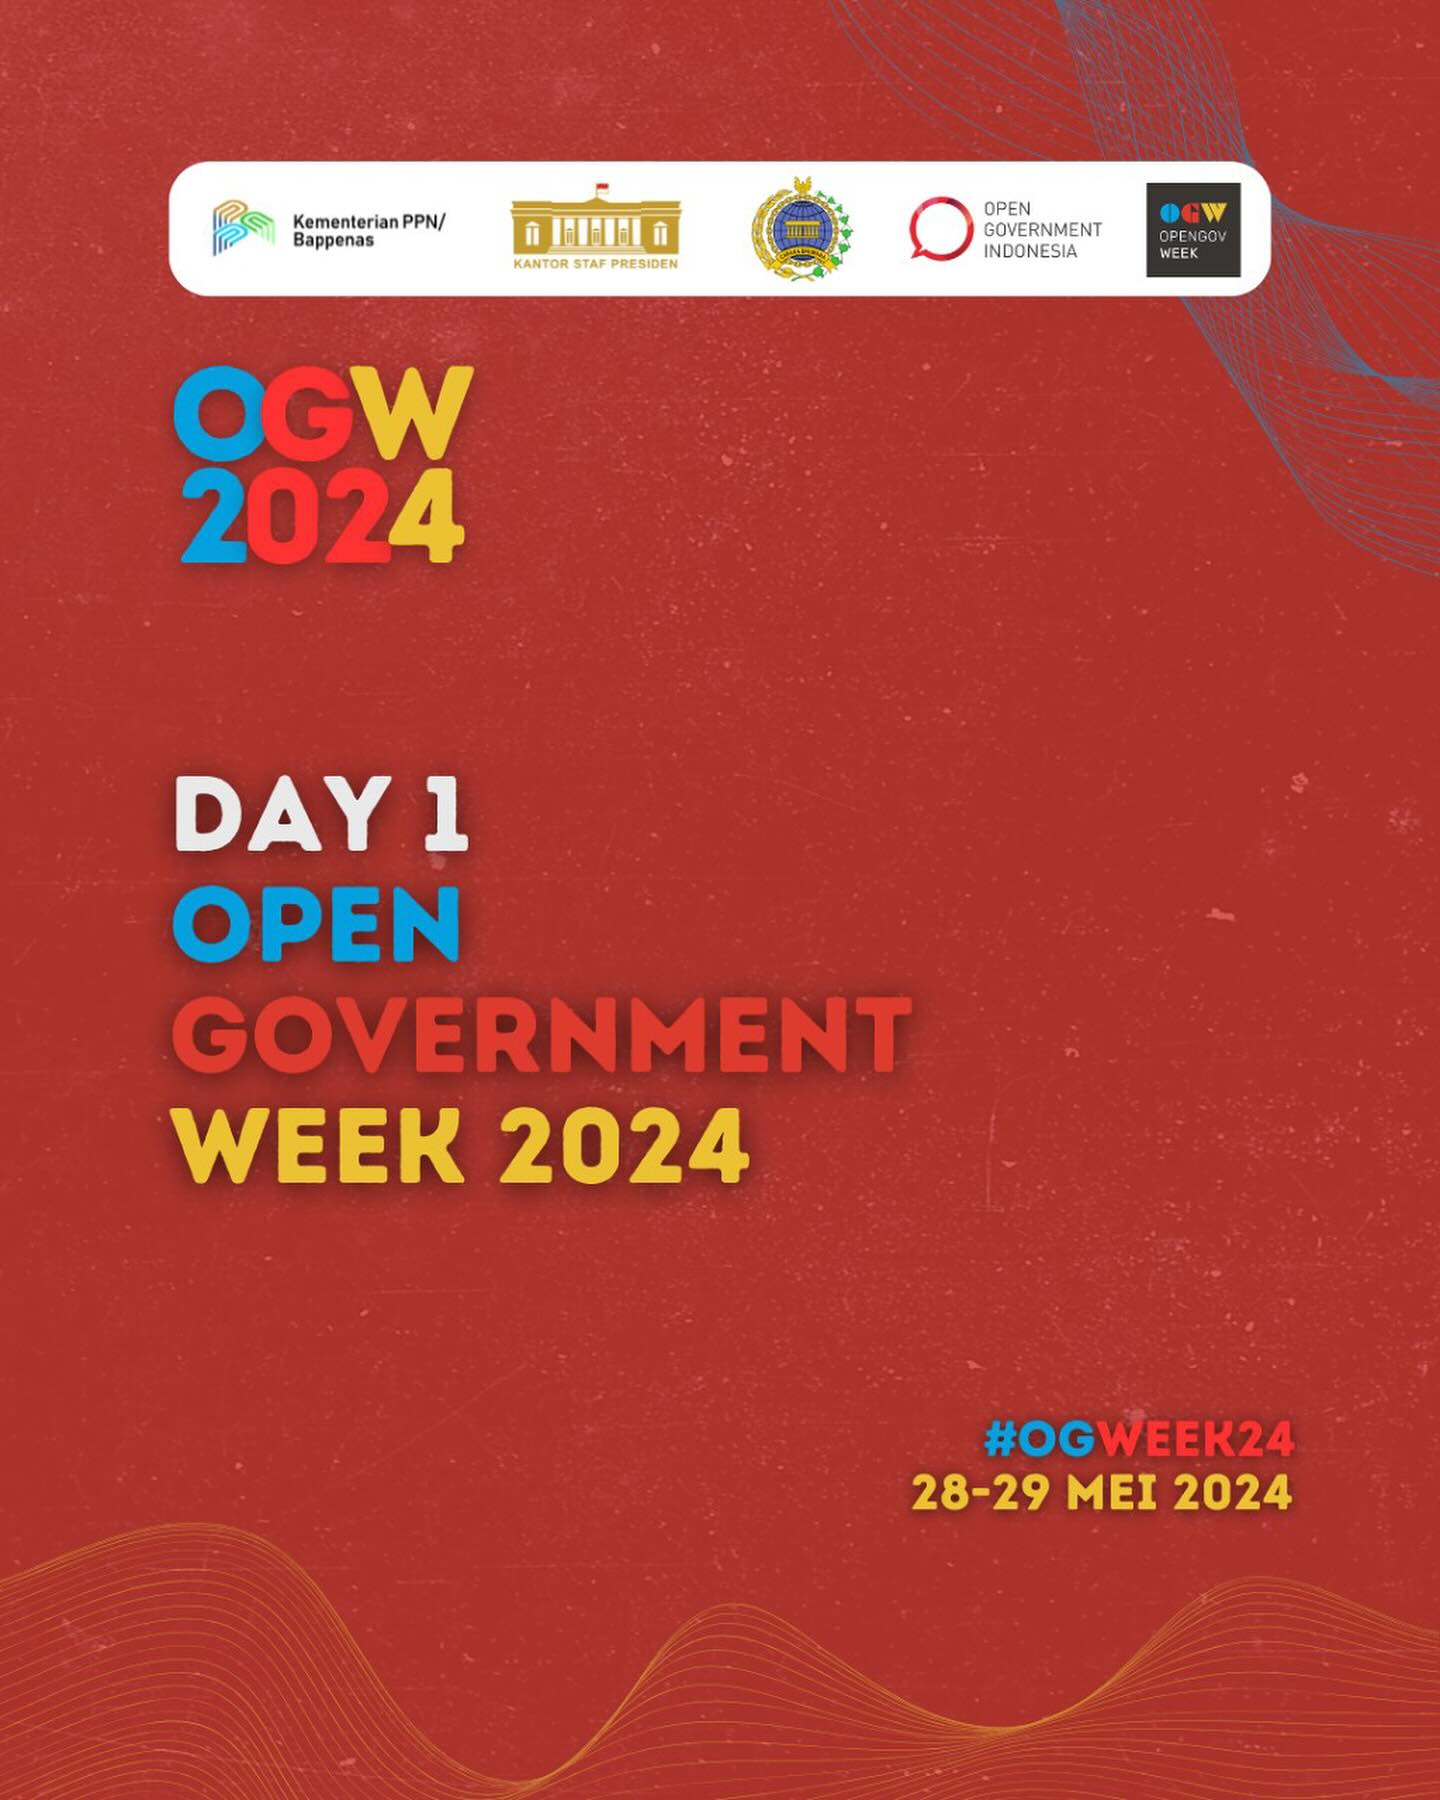 Kementerian PPN/
Bappenas
KANTOR STAF PRESIDEN
OPEN
GOVERNMENT
INDONESIA
OGW
OPENGOV
WEEK
OGW
2024
DAY 1
OPEN
GOVERNMENT
WEEK 2024
#OGWEEK24
28-29 MEI 2024